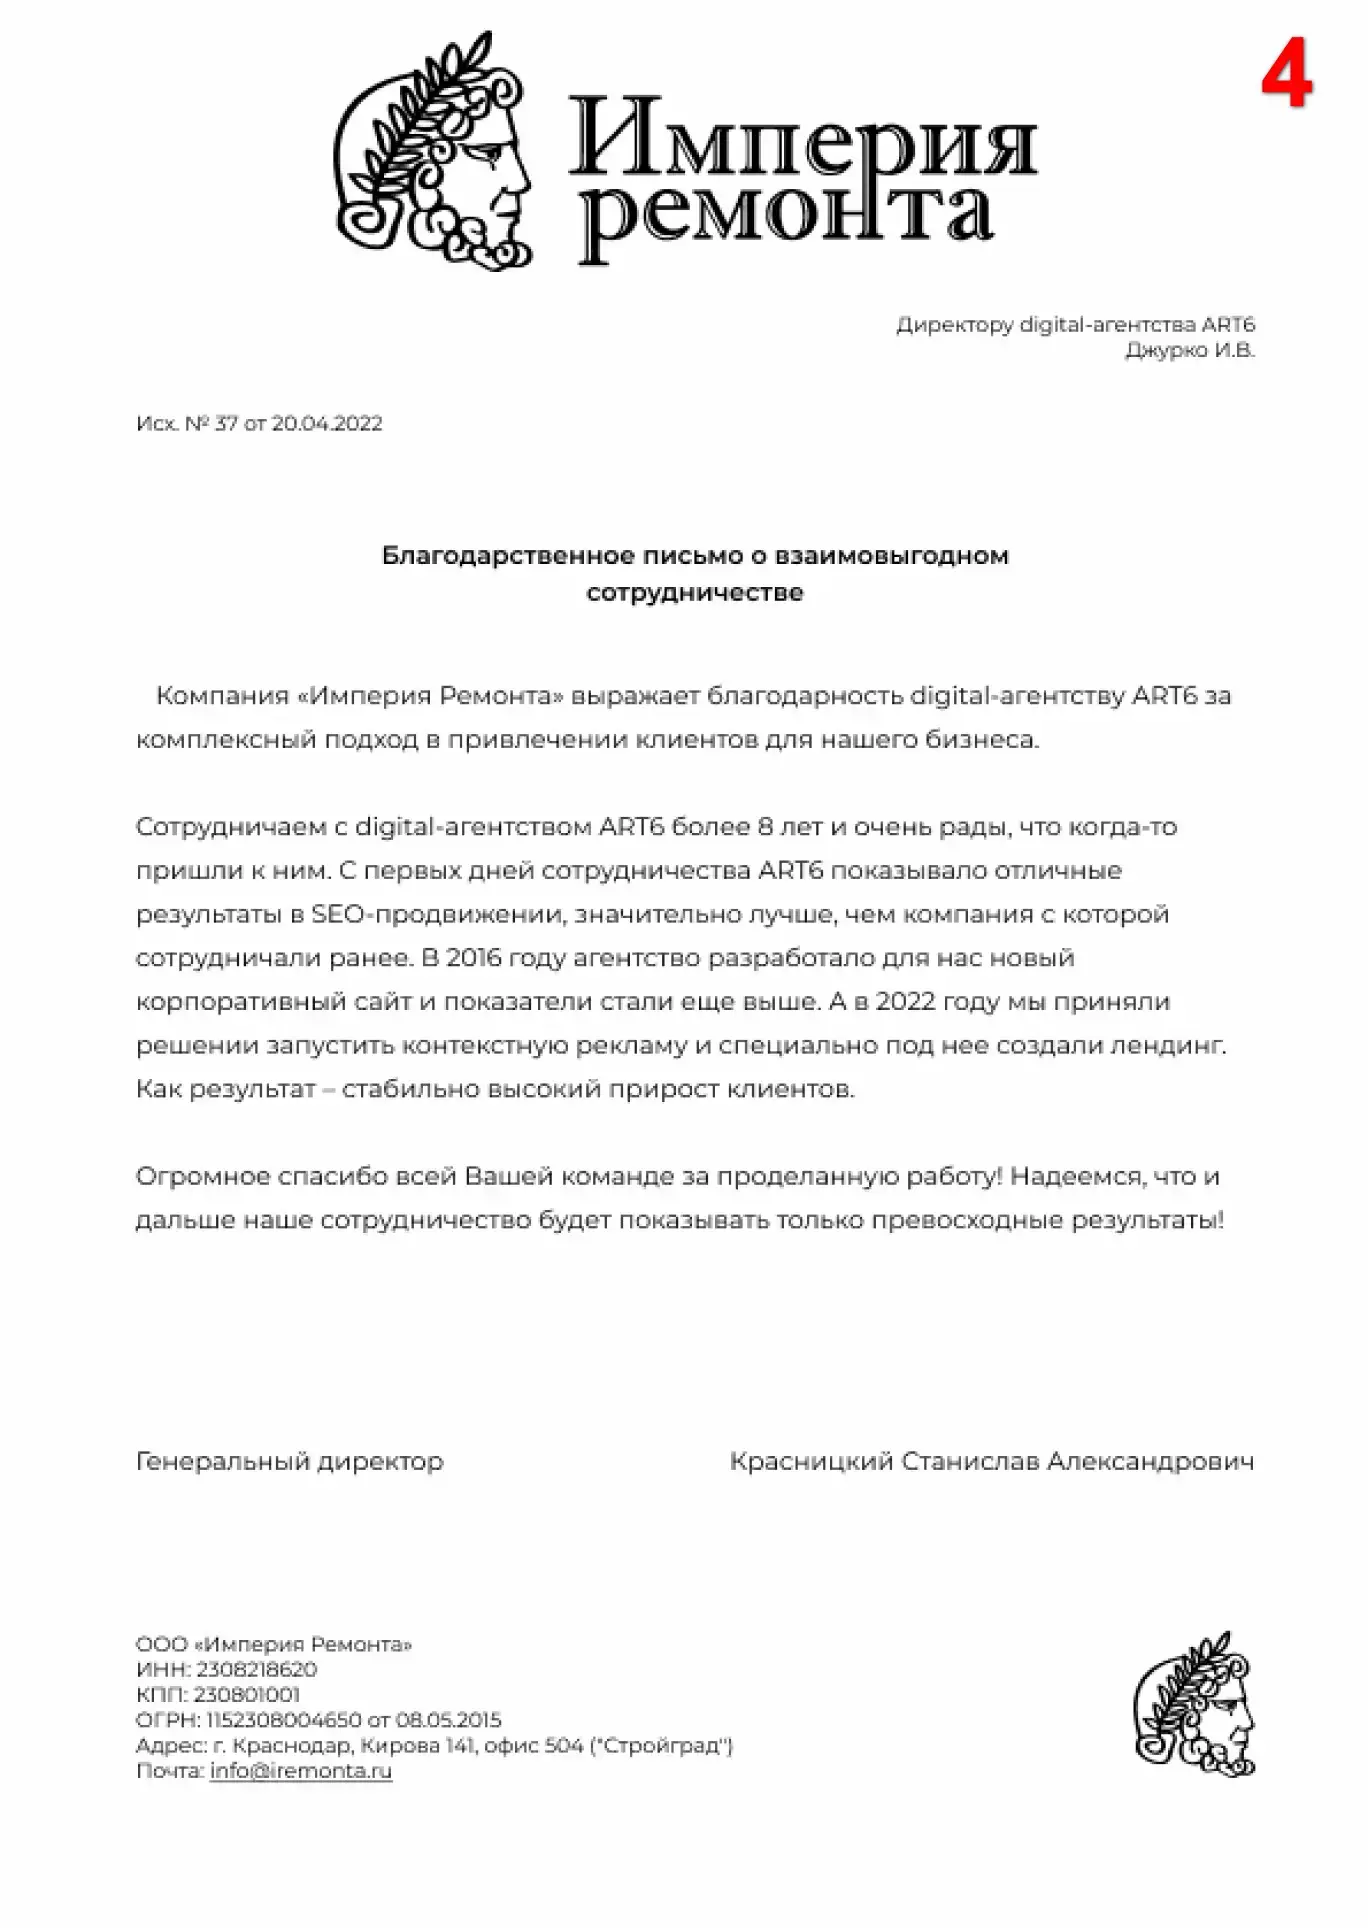 4
Империя
ремонта
Директору digital-агентства ART6
Джурко И.В.
Исх. № 37 от 20.04.2022
Благодарственное письмо о взаимовыгодном
сотрудничестве
Компания «Империя Ремонта» выражает благодарность digital-агентству ART6 за
комплексный подход в привлечении клиентов для нашего бизнеса.
Сотрудничаем с digital-агентством ART6 более 8 лет и очень рады, что когда-то
пришли к ним. С первых дней сотрудничества ART6 показывало отличные
результаты в SEO-продвижении, значительно лучше, чем компания с которой
сотрудничали ранее. В 2016 году агентство разработало для нас новый
корпоративный сайт и показатели стали еще выше. А в 2022 году мы приняли
решении запустить контекстную рекламу и специально под нее создали лендинг.
Как результат – стабильно высокий прирост клиентов.
Огромное спасибо всей Вашей команде за проделанную работу! Надеемся, что и
дальше наше сотрудничество будет показывать только превосходные результаты!
Генеральный директор Красницкий Станислав Александрович
ООО «Империя Ремонта»
ИНН: 2308218620
КПП: 230801001
ОГРН: 1152308004650 от 08.05.2015
Адрес: г. Краснодар, Кирова 141, офис 504 ("Стройград")
Почта: info@iremonta.ru